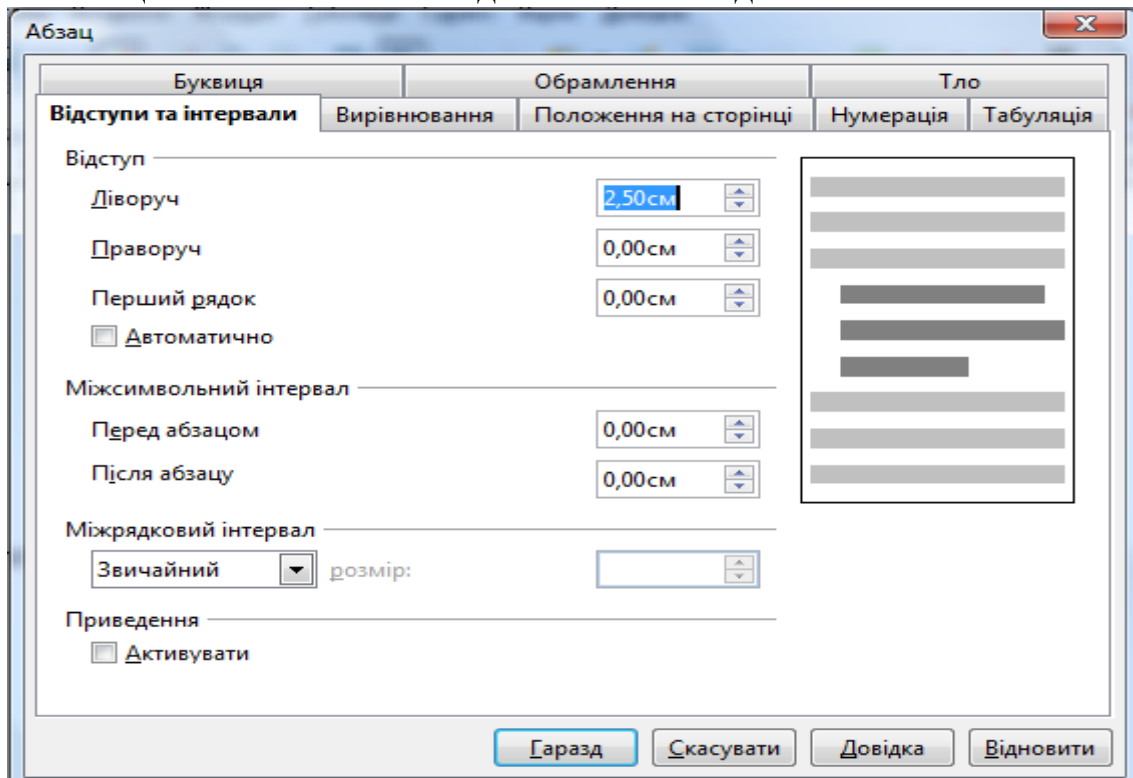 Абзац
Буквиця Обрамлення Тло
Відступи та інтервали Вирівнювання Положення на сторінці Нумерація Табуляція
Відступ
Ліворуч 2,50см
Праворуч 0,00см
Перший рядок 0,00см
Автоматично
Міжсимвольний інтервал
Перед абзацом 0,00см
Після абзацу 0,00см
Міжрядковий інтервал
Звичайний розмір:
Приведення
Активувати
Гаразд Скасувати Довідка Відновити